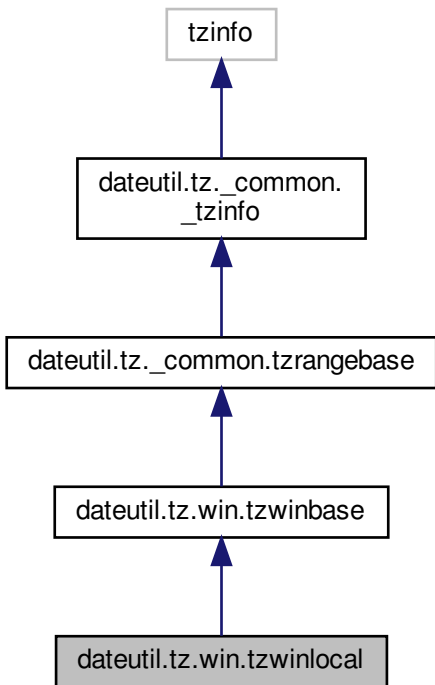 tzinfo
dateutil.tz._common.
_tzinfo
dateutil.tz._common.tzrangebase
dateutil.tz.win.tzwinbase
dateutil.tz.win.tzwinlocal